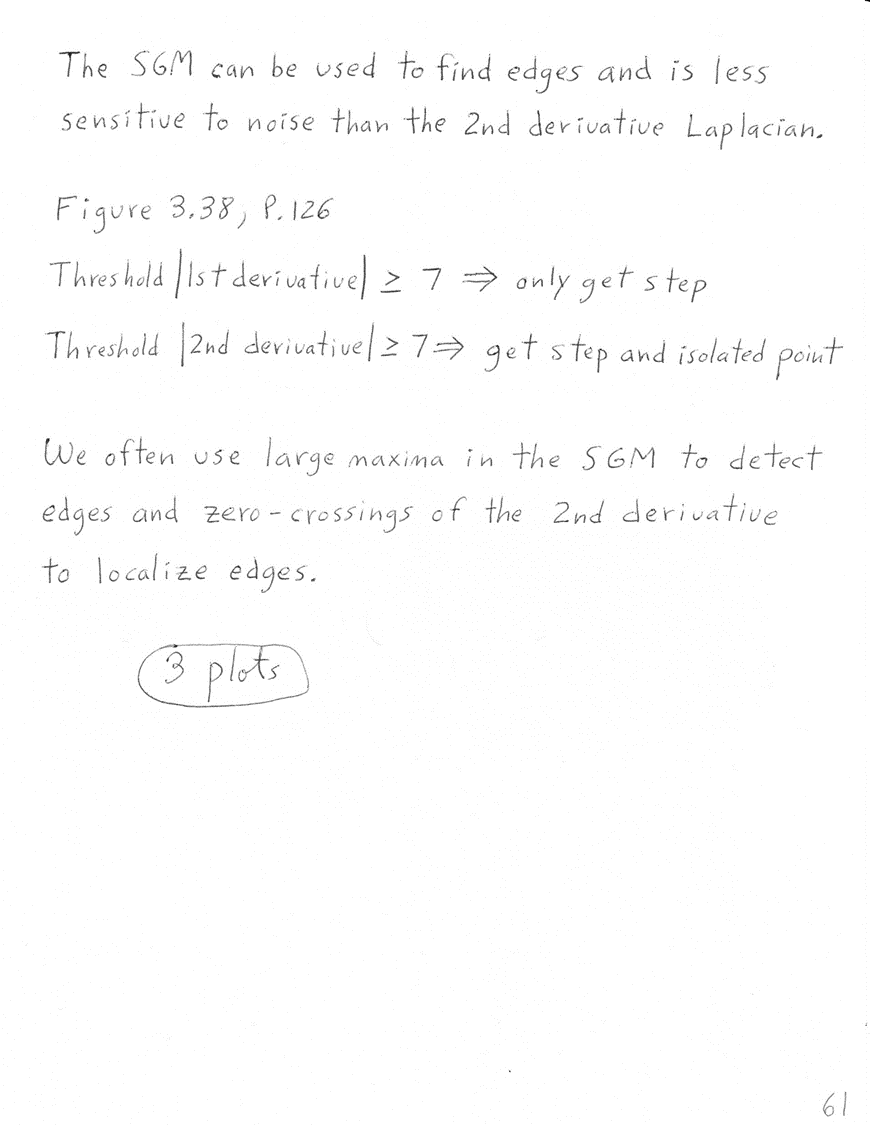 The SGM can be used to find edges and is less
sensitive to noise than the 2nd derivative Laplacian.
Figure 3.38, P.126
Threshold |1st derivative| ≥ 7 ⇒ only get step
Threshold |2nd derivative| ≥ 7 ⇒ get step and isolated point
We often use large maxima in the SGM to detect
edges and zero-crossings of the 2nd derivative
to localize edges.
3 plots
61